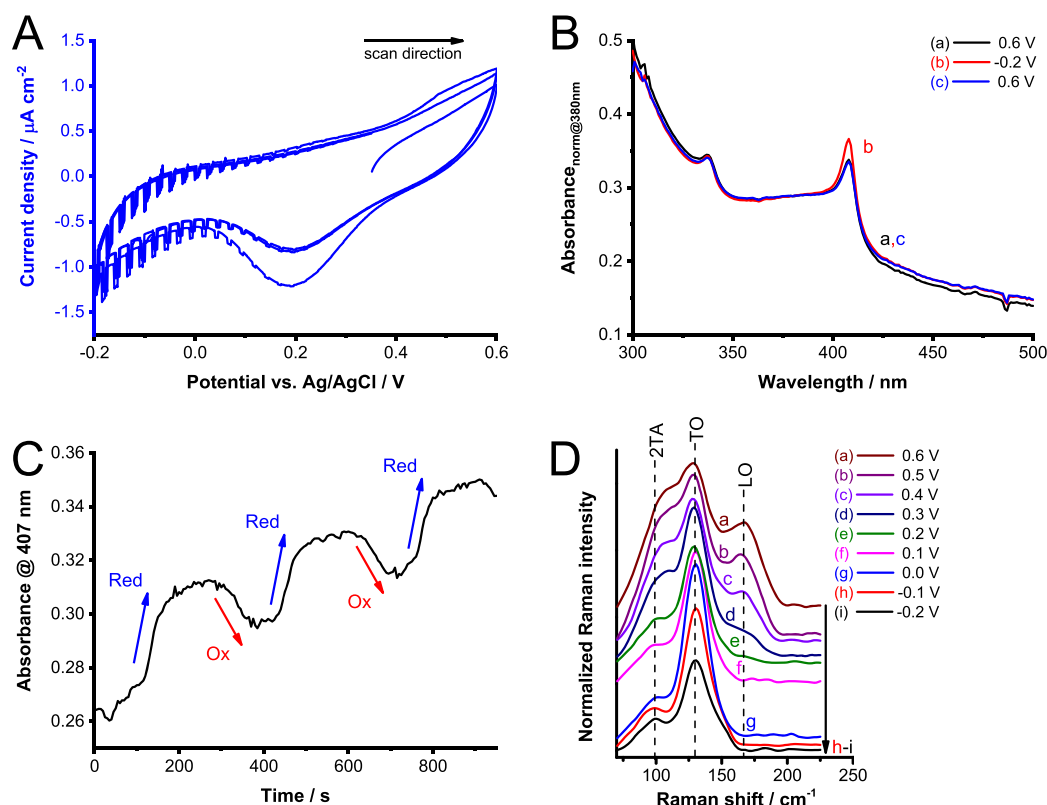 A
scan direction
1.5
1.0
0.5
0.0
-0.5
-1.0
-1.5
-0.2
0.0
0.2
0.4
0.6
Current density / μA cm-2
Potential vs. Ag/AgCl / V
B
(a) 0.6 V
(b) -0.2 V
(c) 0.6 V
b
a,c
0.5
0.4
0.3
0.2
0.1
300
350
400
450
500
Absorbancenorm@380nm
Wavelength / nm
C
Red
Ox
Red
Ox
Red
0.36
0.34
0.32
0.30
0.28
0.26
0
200
400
600
800
Absorbance @ 407 nm
Time / s
D
2TA
TO
LO
(a) 0.6 V
(b) 0.5 V
(c) 0.4 V
(d) 0.3 V
(e) 0.2 V
(f) 0.1 V
(g) 0.0 V
(h) -0.1 V
(i) -0.2 V
a
b
c
d
e
f
g
h-i
100
150
200
250
Normalized Raman intensity
Raman shift / cm-1